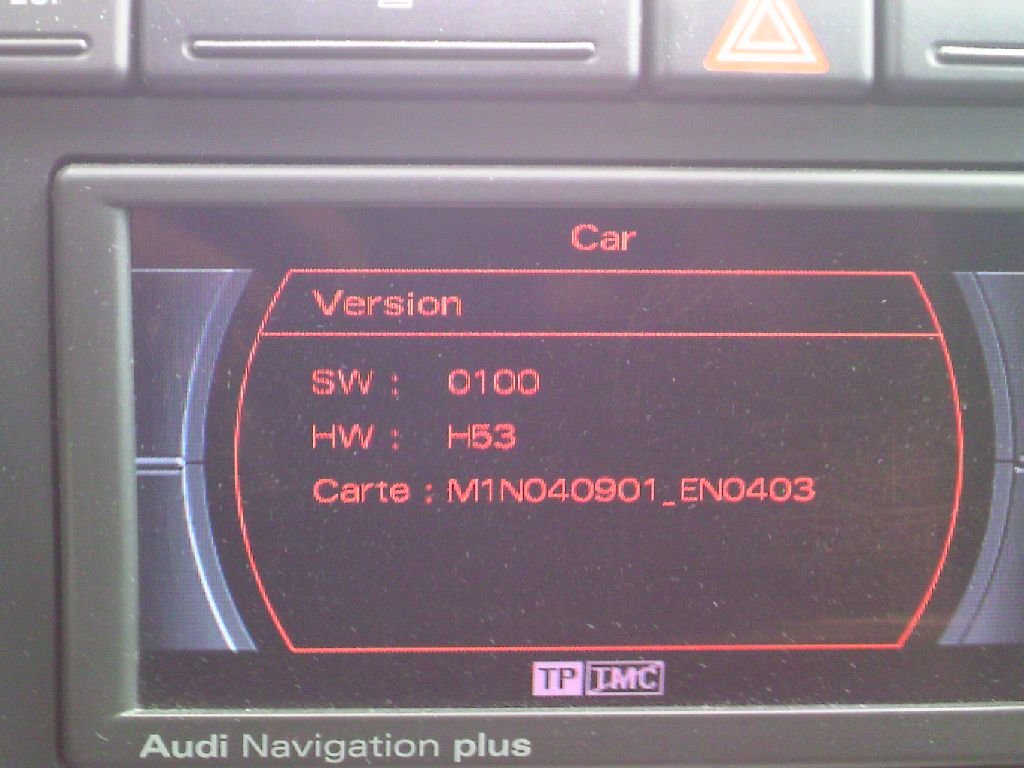 Car
Version
SW : 0100
HW : H53
Carte : M1N040901_EN0403
TP TMC
Audi Navigation plus